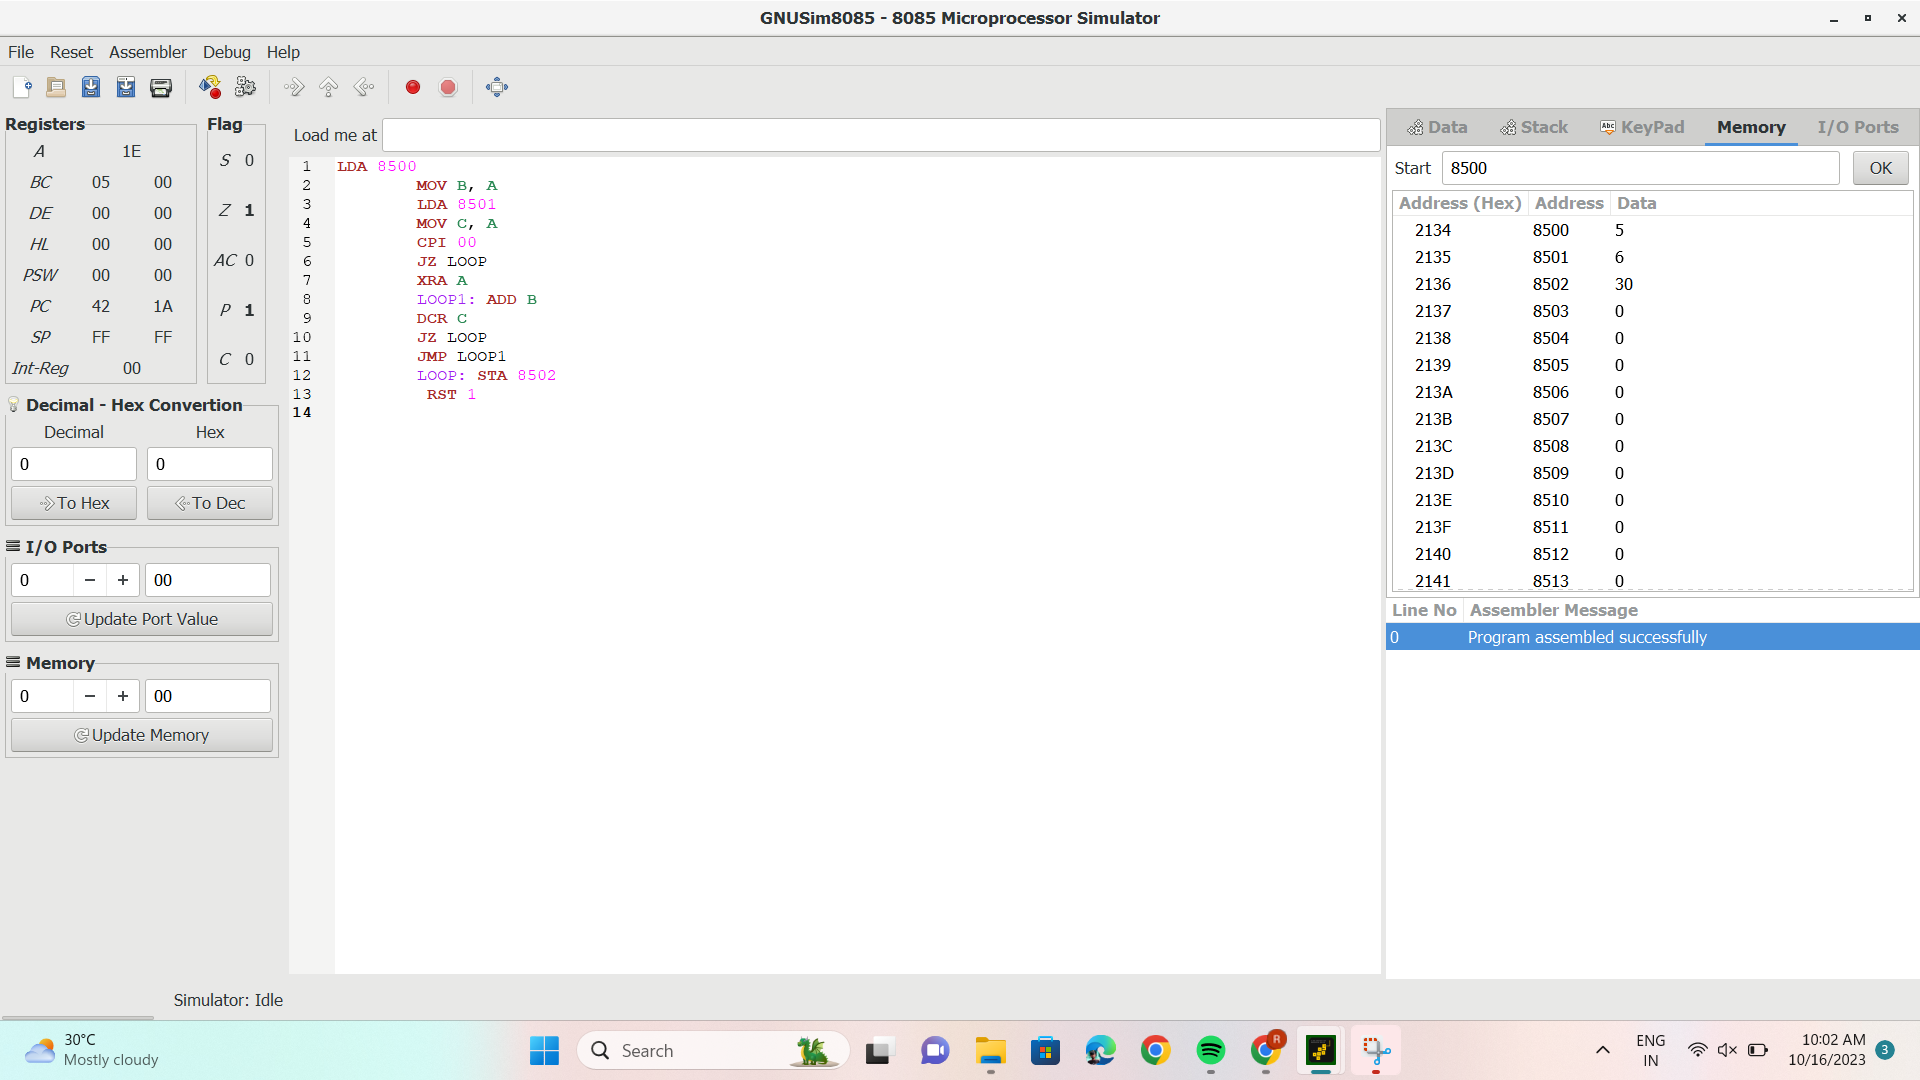 GNUSim8085 - 8085 Microprocessor Simulator
File Reset Assembler Debug Help
Registers
A 1E
BC 05 00
DE 00 00
HL 00 00
PSW 00 00
PC 42 1A
SP FF FF
Int-Reg 00
Flag
S 0
Z 1
AC 0
P 1
C 0
Decimal - Hex Convertion
Decimal Hex
0 0
To Hex To Dec
I/O Ports
0 − + 00
Update Port Value
Memory
0 − + 00
Update Memory
Load me at
1 LDA 8500
2 MOV B, A
3 LDA 8501
4 MOV C, A
5 CPI 00
6 JZ LOOP
7 XRA A
8 LOOP1: ADD B
9 DCR C
10 JZ LOOP
11 JMP LOOP1
12 LOOP: STA 8502
13 RST 1
14
Data Stack Abc KeyPad Memory I/O Ports
Start 8500 OK
Address (Hex) Address Data
2134 8500 5
2135 8501 6
2136 8502 30
2137 8503 0
2138 8504 0
2139 8505 0
213A 8506 0
213B 8507 0
213C 8508 0
213D 8509 0
213E 8510 0
213F 8511 0
2140 8512 0
2141 8513 0
Line No Assembler Message
0 Program assembled successfully
Simulator: Idle
30°C
Mostly cloudy
Search
R
ENG
IN
10:02 AM
10/16/2023
3